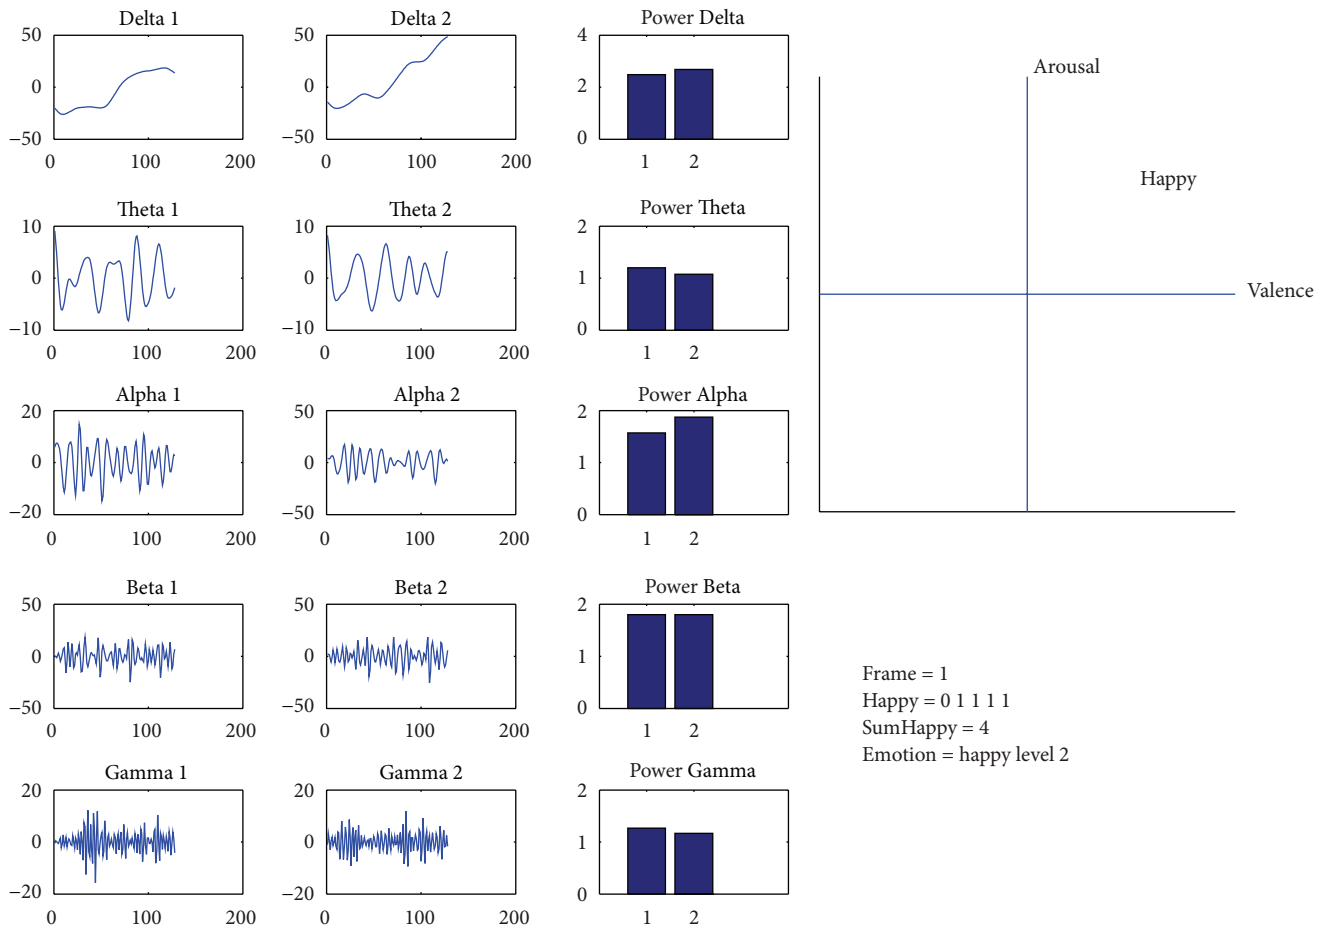 Delta 1
50
0
−50
0 100 200
Delta 2
50
0
−50
0 100 200
Power Delta
4
2
0
1 2
Theta 1
10
0
−10
0 100 200
Theta 2
10
0
−10
0 100 200
Power Theta
2
1
0
1 2
Alpha 1
20
0
−20
0 100 200
Alpha 2
50
0
−50
0 100 200
Power Alpha
2
1
0
1 2
Beta 1
50
0
−50
0 100 200
Beta 2
50
0
−50
0 100 200
Power Beta
2
1
0
1 2
Gamma 1
20
0
−20
0 100 200
Gamma 2
20
0
−20
0 100 200
Power Gamma
2
1
0
1 2
Arousal
Happy
Valence
Frame = 1
Happy = 0 1 1 1 1
SumHappy = 4
Emotion = happy level 2